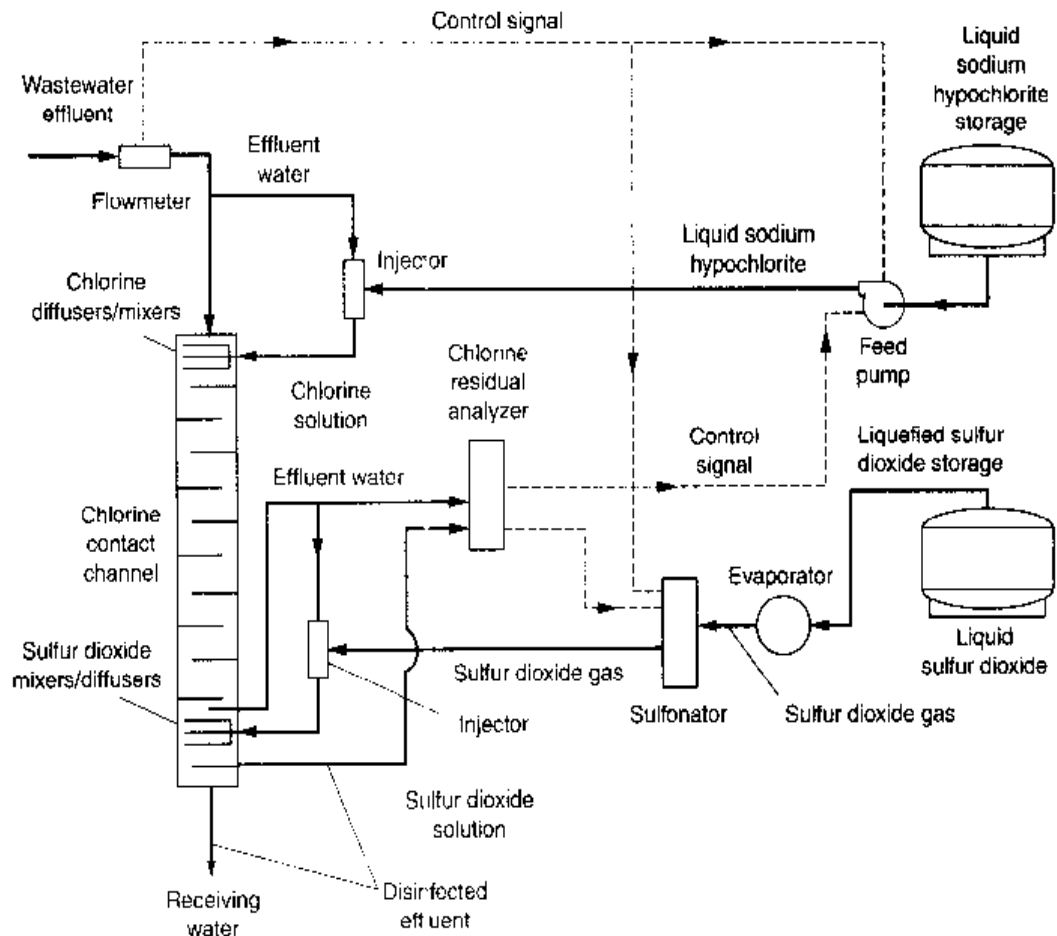 Control signal
Liquid
sodium
hypochlorite
storage
Wastewater
effluent
Effluent
water
Flowmeter
Liquid sodium
hypochlorite
Injector
Chlorine
diffusers/mixers
Feed
pump
Chlorine
residual
analyzer
Chlorine
solution
Control
signal
Liquefied sulfur
dioxide storage
Effluent water
Chlorine
contact
channel
Evaporator
Liquid
sulfur dioxide
Sulfur dioxide
mixers/diffusers
Sulfur dioxide gas
Sulfonator
Sulfur dioxide gas
Injector
Sulfur dioxide
solution
Receiving
water
Disinfected
effluent